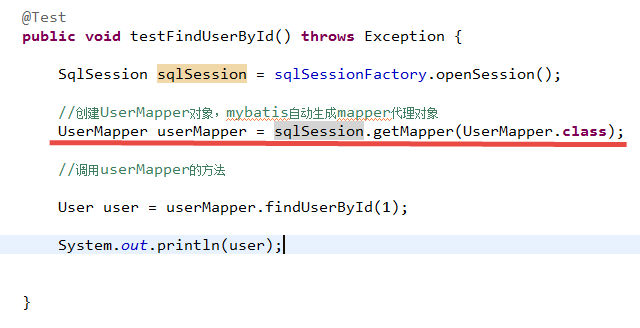 @Test
public void testFindUserById() throws Exception {
SqlSession sqlSession = sqlSessionFactory.openSession();
//创建UserMapper对象，mybatis自动生成mapper代理对象
UserMapper userMapper = sqlSession.getMapper(UserMapper.class);
//调用userMapper的方法
User user = userMapper.findUserById(1);
System.out.println(user);
}